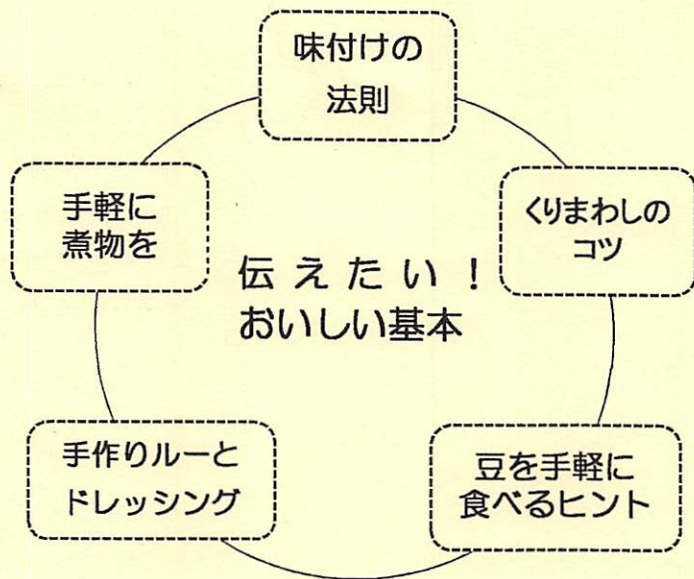 味付けの
法則
くりまわしの
コツ
豆を手軽に
食べるヒント
手作りルーと
ドレッシング
手軽に
煮物を
伝えたい！
おいしい基本